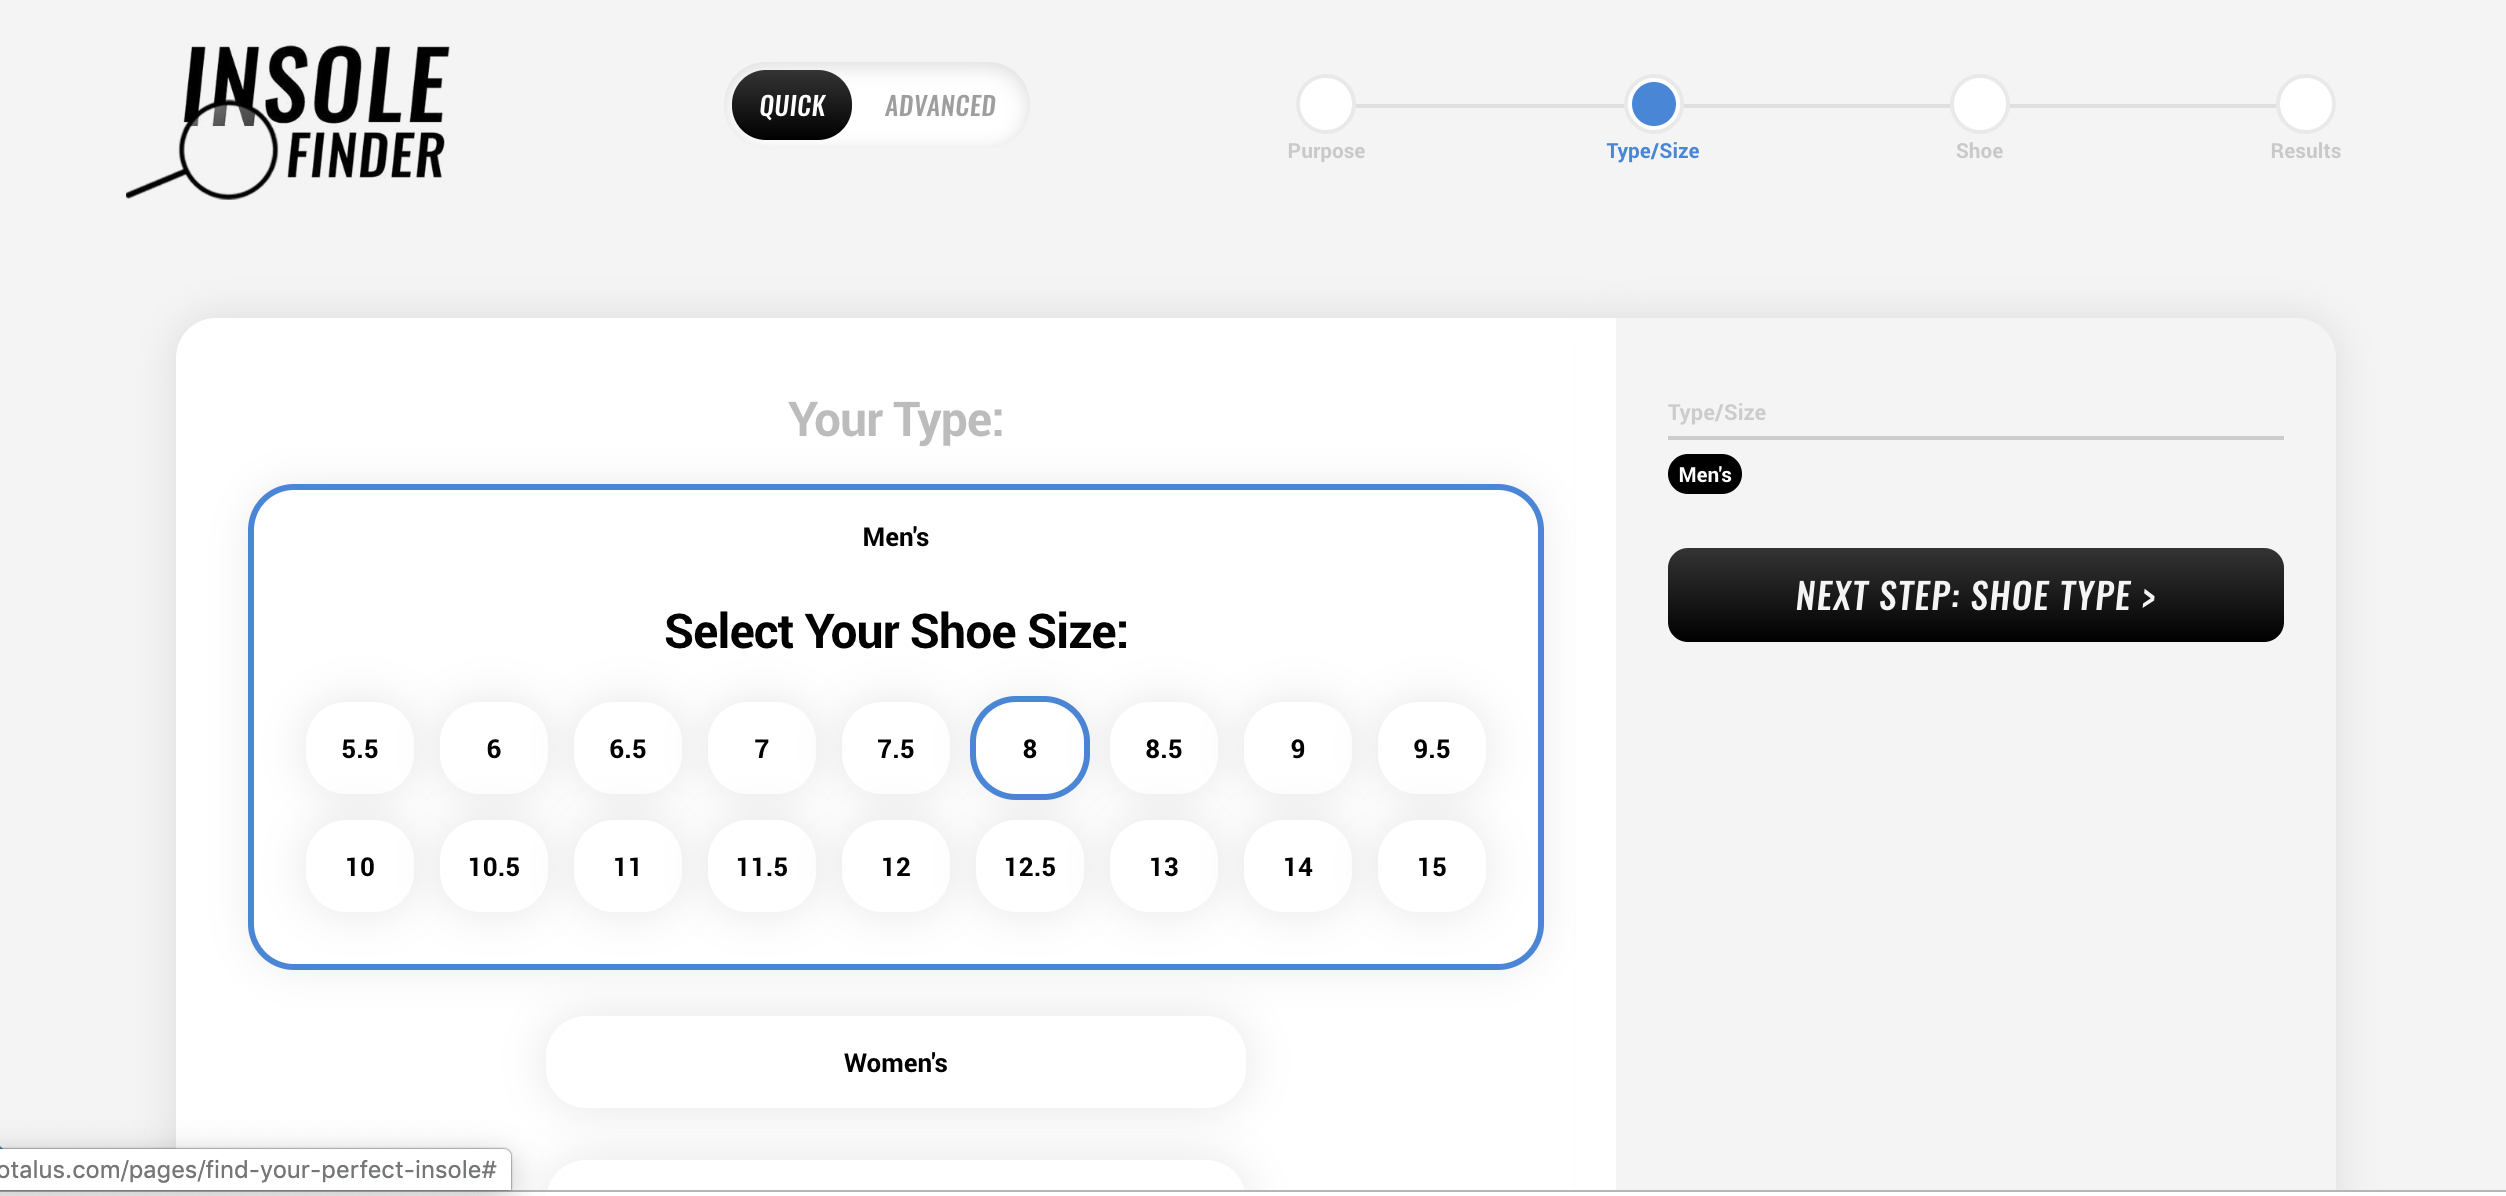 INSOLE
FINDER
QUICK ADVANCED
Purpose Type/Size Shoe Results
Your Type:
Men's
Select Your Shoe Size:
5.5 6 6.5 7 7.5 8 8.5 9 9.5
10 10.5 11 11.5 12 12.5 13 14 15
Women's
Type/Size
Men's
NEXT STEP: SHOE TYPE >
otalus.com/pages/find-your-perfect-insole#